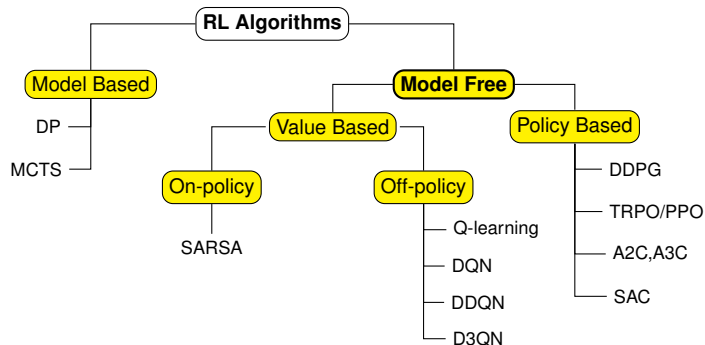 RL Algorithms
Model Based
DP
MCTS
Model Free
Value Based
On-policy
SARSA
Off-policy
Q-learning
DQN
DDQN
D3QN
Policy Based
DDPG
TRPO/PPO
A2C,A3C
SAC